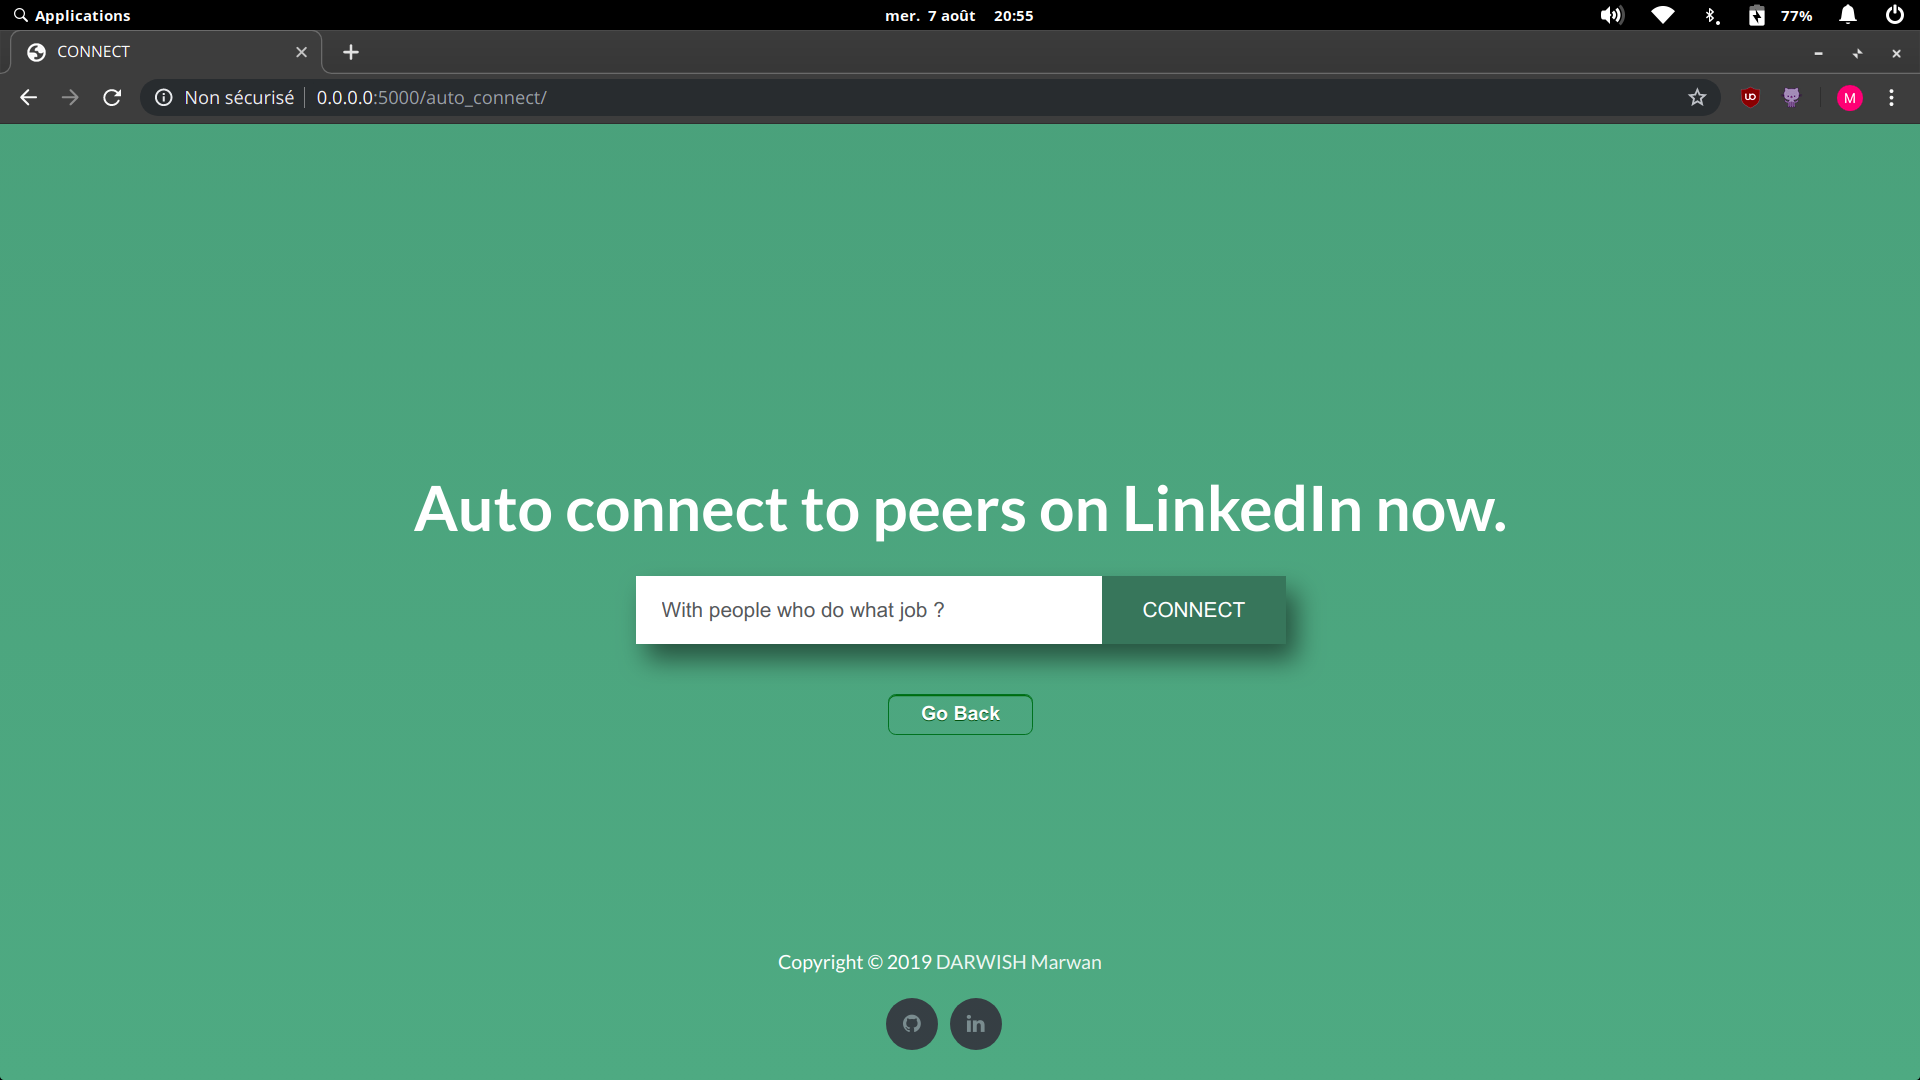 Applications
mer. 7 août 20:55
77%
CONNECT
Non sécurisé
0.0.0.0:5000/auto_connect/
M
Auto connect to peers on LinkedIn now.
With people who do what job ?
CONNECT
Go Back
Copyright © 2019 DARWISH Marwan
in